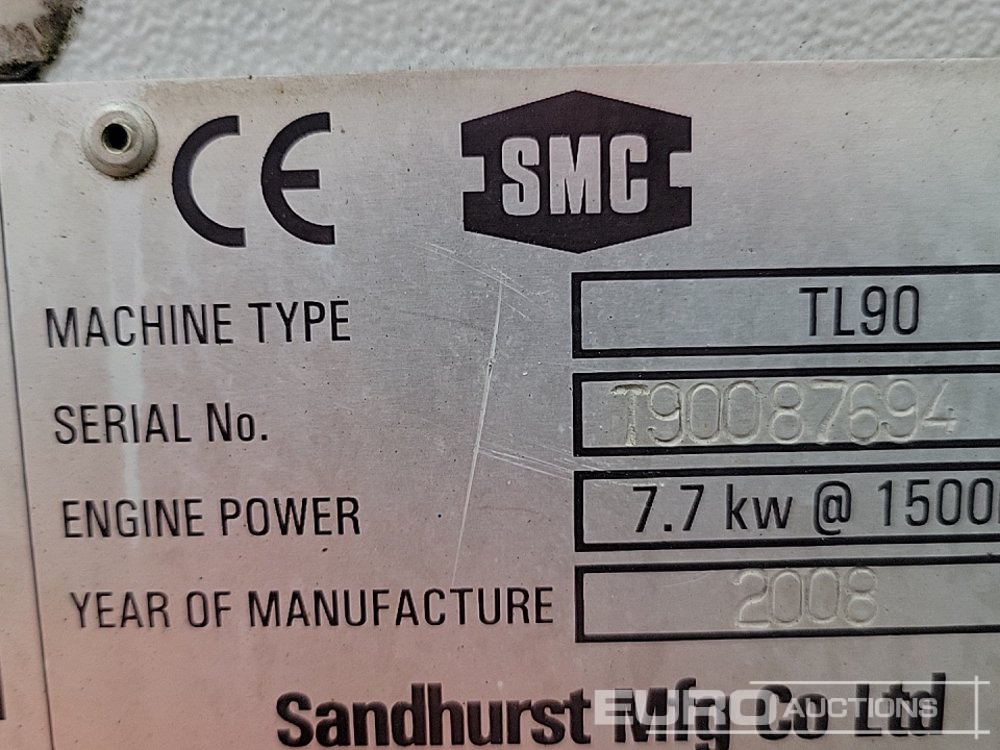 CE SMC
MACHINE TYPE TL90
SERIAL No. T90087694
ENGINE POWER 7.7 kw @ 1500
YEAR OF MANUFACTURE 2008
Sandhurst Mfg Co Ltd
EURO AUCTIONS